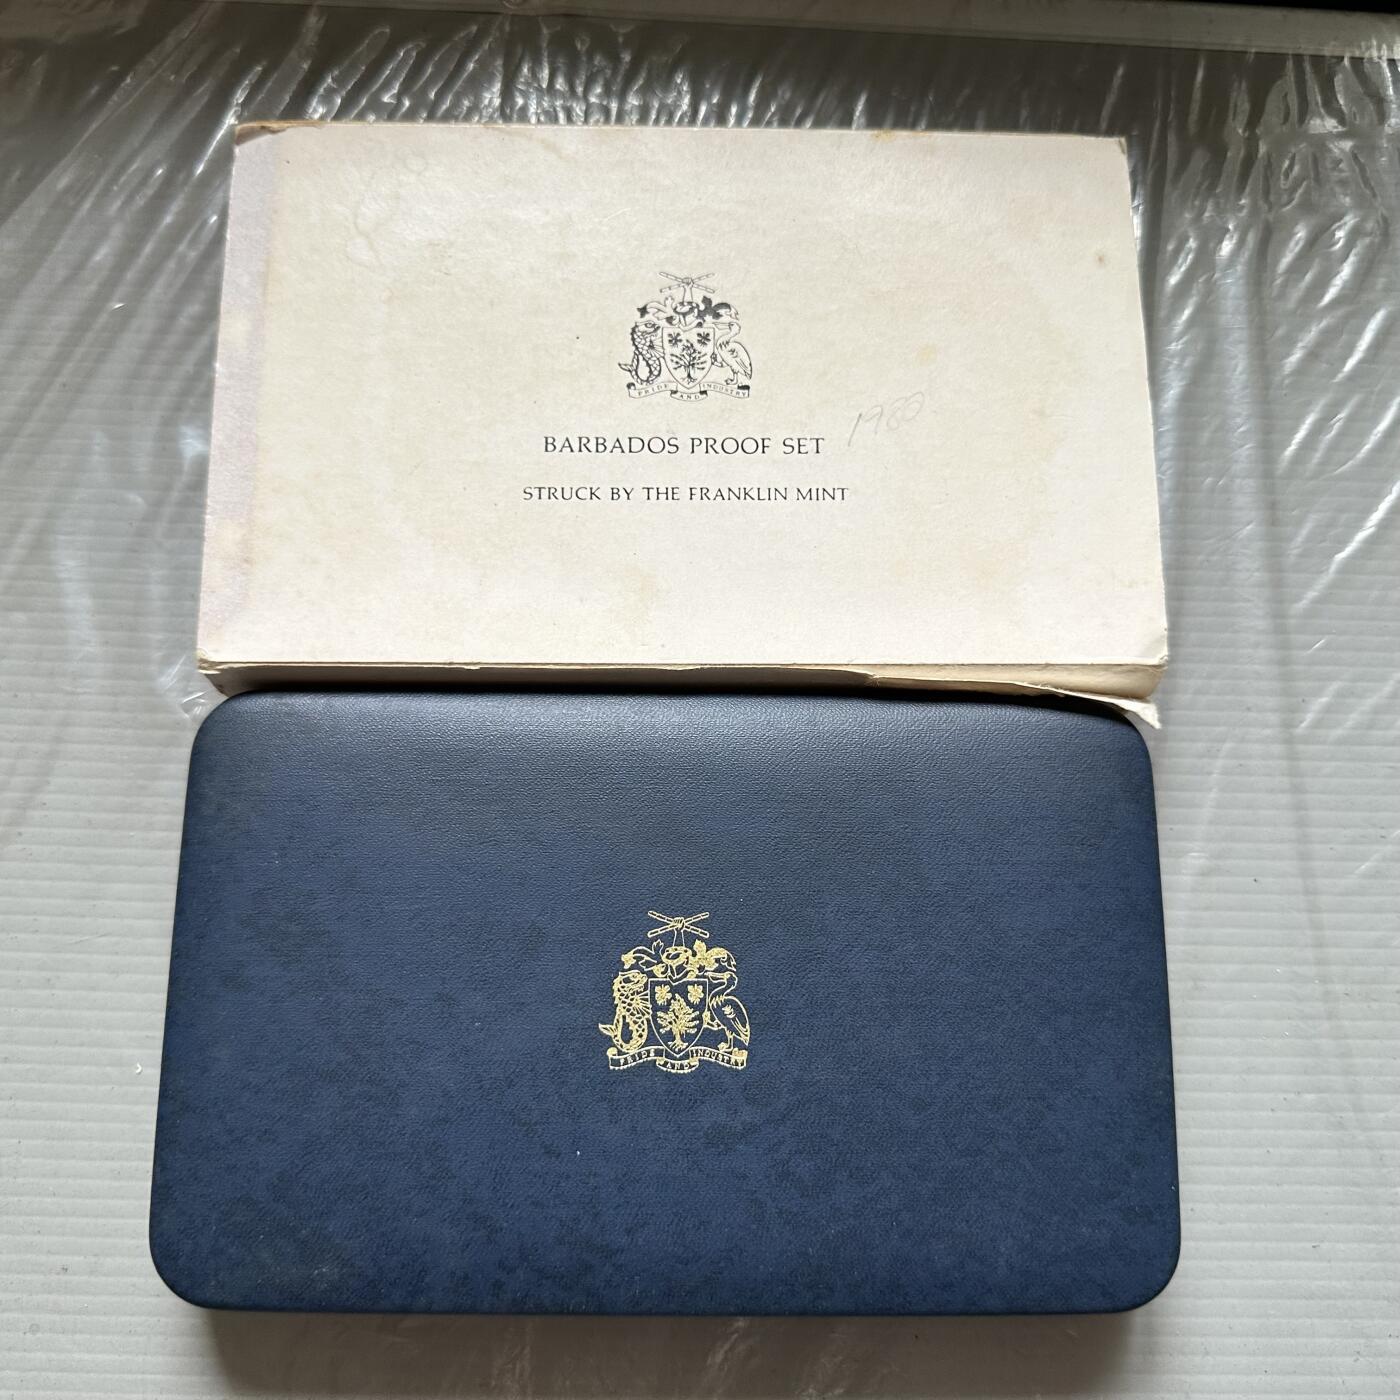 PRIDE AND INDUSTRY
BARBADOS PROOF SET
1980
STRUCK BY THE FRANKLIN MINT
PRIDE AND INDUSTRY